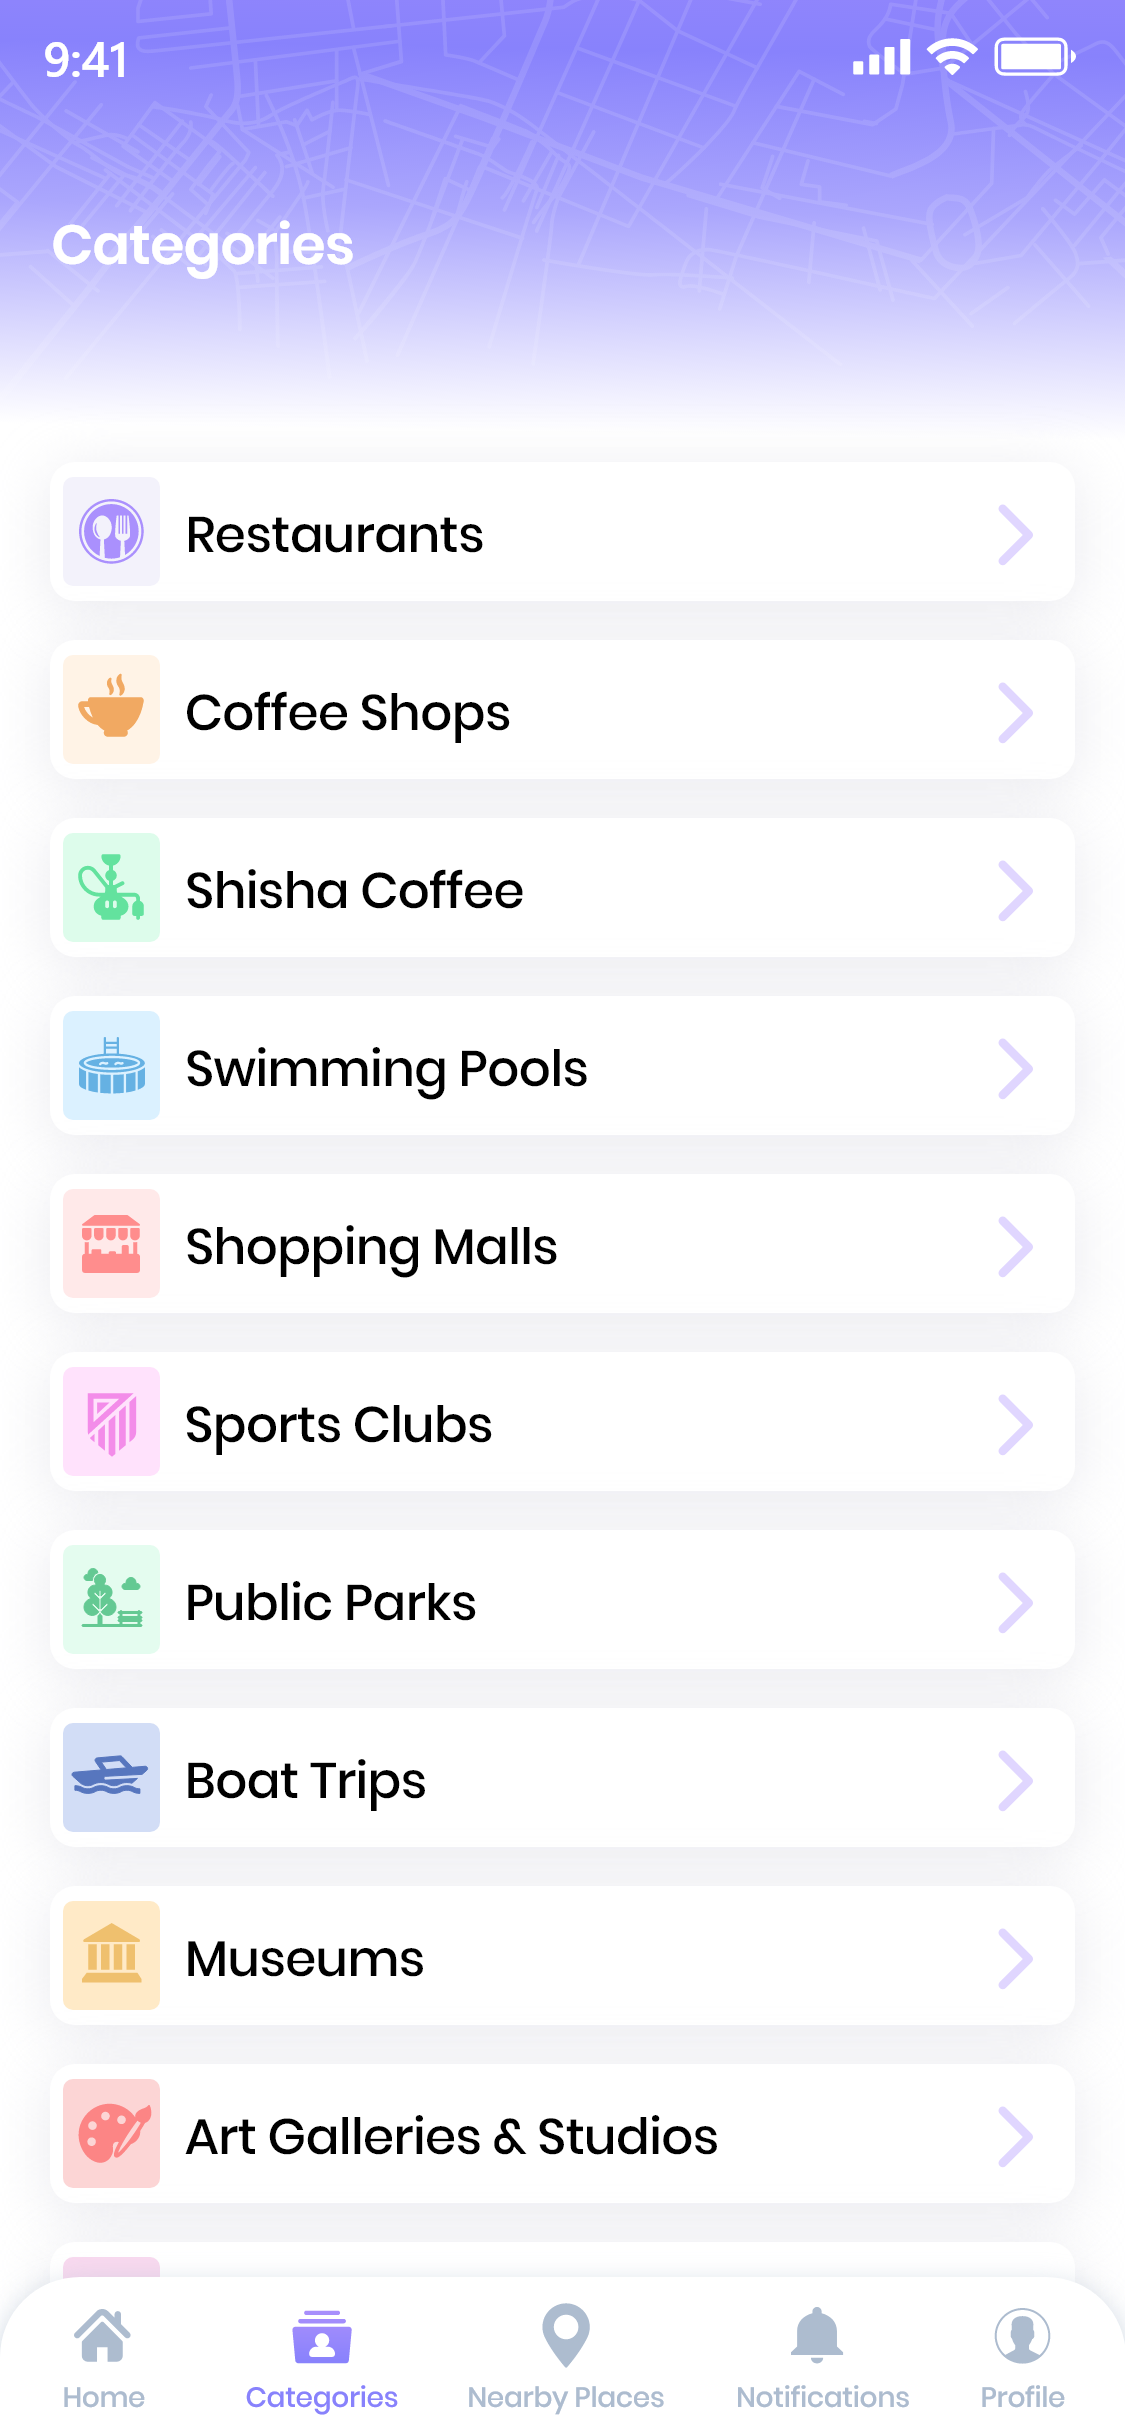 9:41
Categories
Restaurants
Coffee Shops
Shisha Coffee
Swimming Pools
Shopping Malls
Sports Clubs
Public Parks
Boat Trips
Museums
Art Galleries & Studios
Home
Categories
Nearby Places
Notifications
Profile